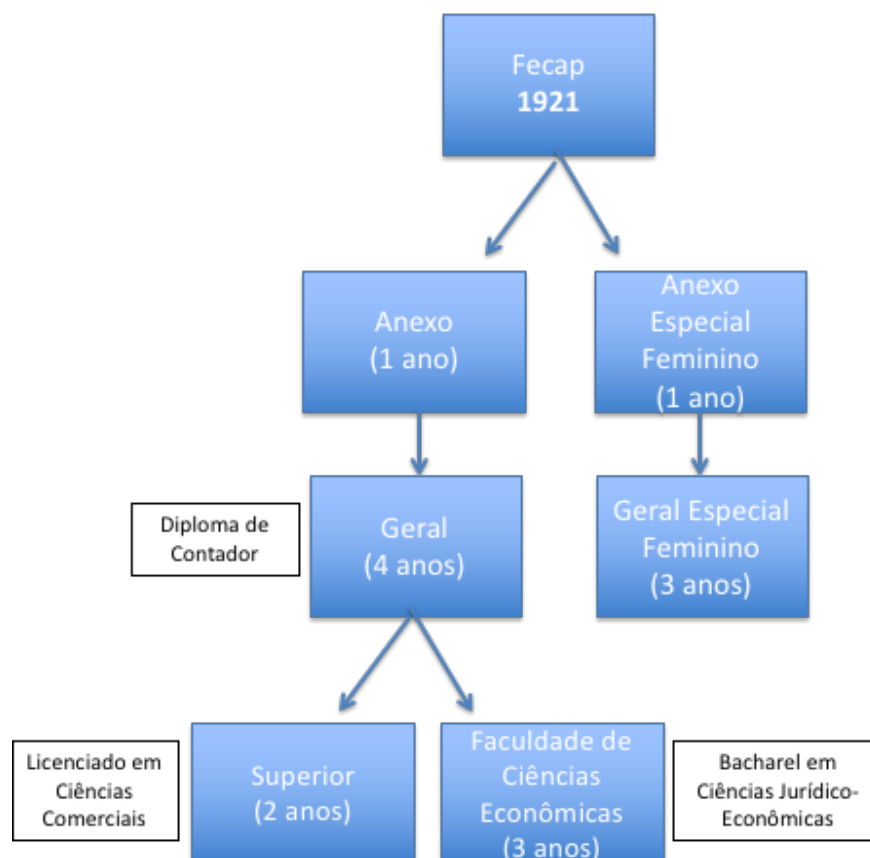 Fecap
1921
Anexo
(1 ano)
Anexo
Especial
Feminino
(1 ano)
Diploma de
Contador
Geral
(4 anos)
Geral Especial
Feminino
(3 anos)
Licenciado em
Ciências
Comerciais
Superior
(2 anos)
Faculdade de
Ciências
Econômicas
(3 anos)
Bacharel em
Ciências Jurídico-
Econômicas